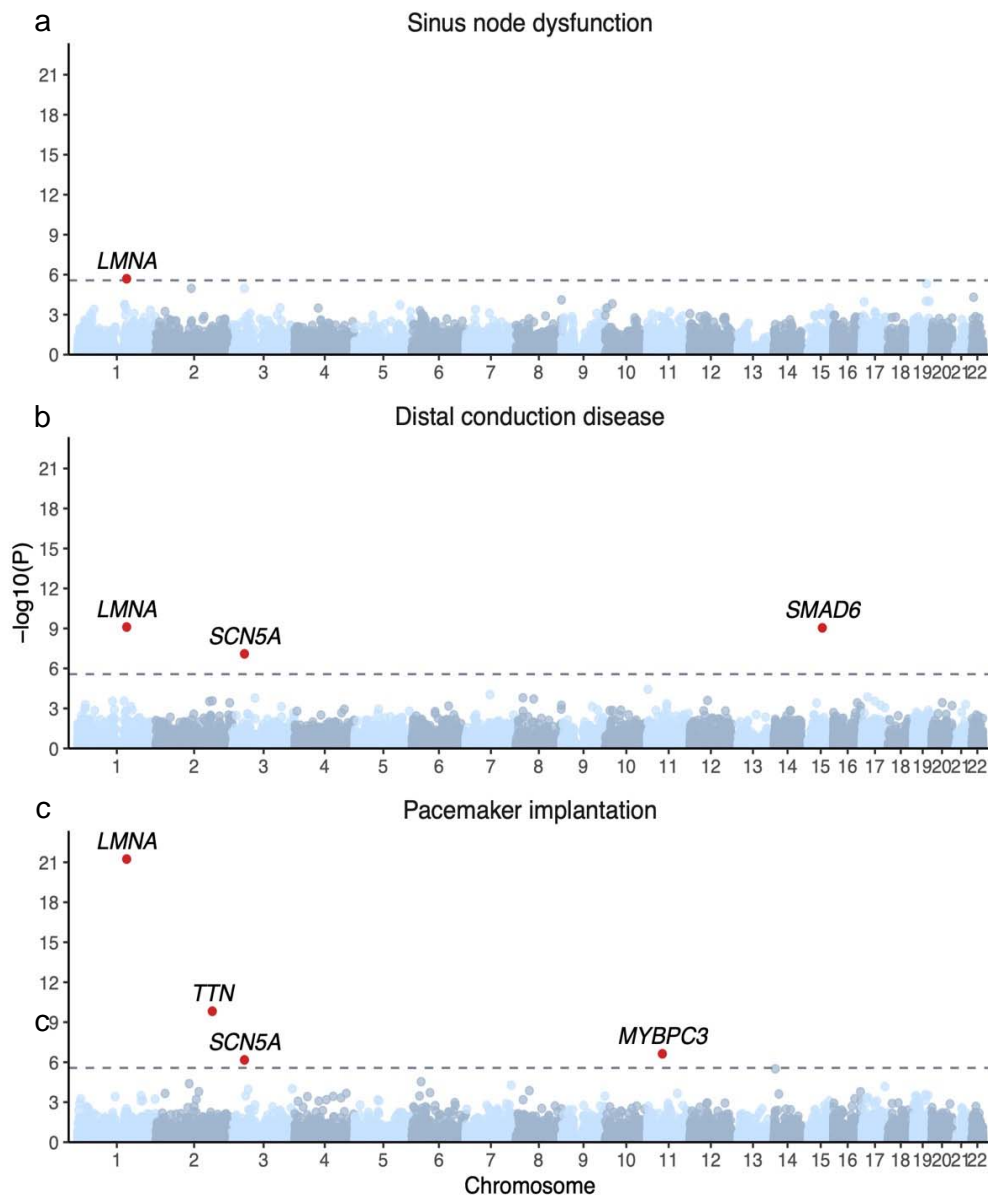 a
Sinus node dysfunction
21
18
15
12
9
6
3
0
LMNA
1 2 3 4 5 6 7 8 9 10 11 12 13 14 15 16 17 18 19 20 21 22
b
Distal conduction disease
−log10(P)
21
18
15
12
9
6
3
0
LMNA
SCN5A
SMAD6
1 2 3 4 5 6 7 8 9 10 11 12 13 14 15 16 17 18 19 20 21 22
c
Pacemaker implantation
21
18
15
12
c
9
6
3
0
LMNA
TTN
SCN5A
MYBPC3
1 2 3 4 5 6 7 8 9 10 11 12 13 14 15 16 17 18 19 20 21 22
Chromosome